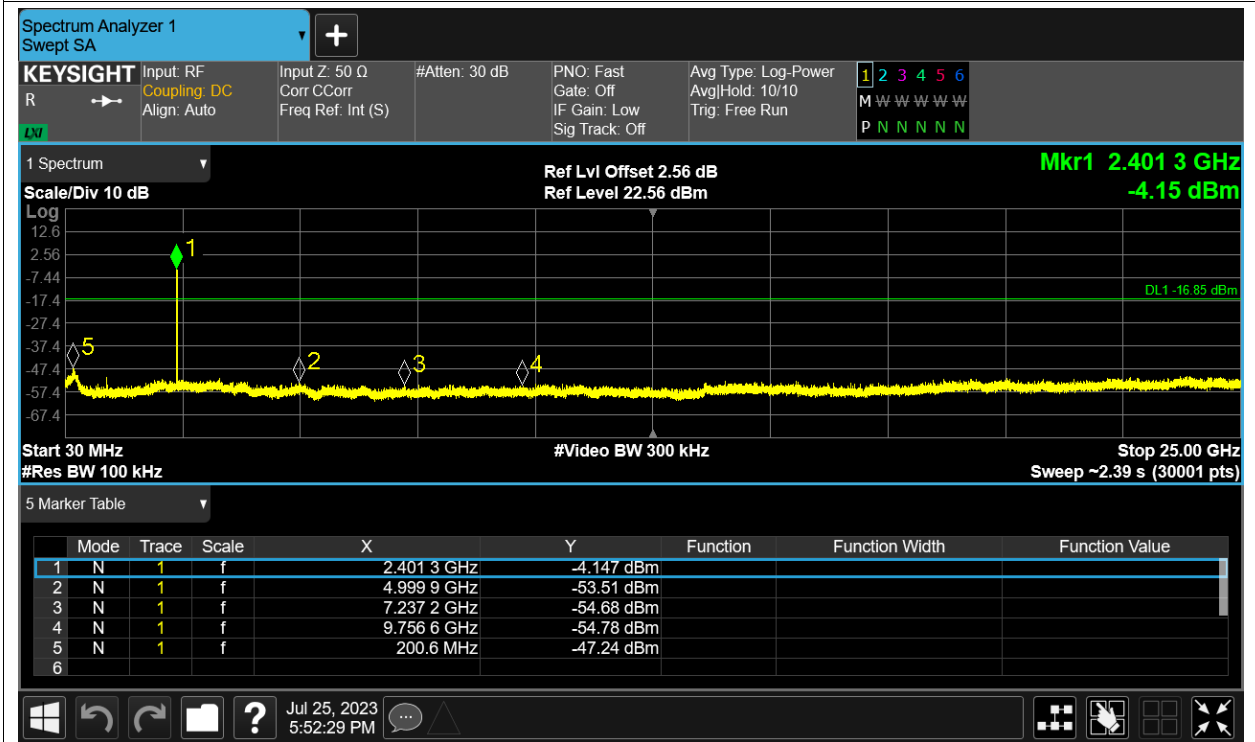 Spectrum Analyzer 1
Swept SA
+
KEYSIGHT
R
LXI
Input: RF
Coupling: DC
Align: Auto
Input Z: 50 Ω
Corr CCorr
Freq Ref: Int (S)
#Atten: 30 dB
PNO: Fast
Gate: Off
IF Gain: Low
Sig Track: Off
Avg Type: Log-Power
Avg|Hold: 10/10
Trig: Free Run
1 2 3 4 5 6
M W W W W W
P N N N N N
1 Spectrum
Scale/Div 10 dB
Ref Lvl Offset 2.56 dB
Ref Level 22.56 dBm
Mkr1 2.401 3 GHz
-4.15 dBm
Log
12.6
2.56
-7.44
-17.4
-27.4
-37.4
-47.4
-57.4
-67.4
1
DL1 -16.85 dBm
5
2
3
4
Start 30 MHz
#Video BW 300 kHz
Stop 25.00 GHz
#Res BW 100 kHz
Sweep ~2.39 s (30001 pts)
5 Marker Table
Mode Trace Scale X Y Function Function Width Function Value
1 N 1 f 2.401 3 GHz -4.147 dBm
2 N 1 f 4.999 9 GHz -53.51 dBm
3 N 1 f 7.237 2 GHz -54.68 dBm
4 N 1 f 9.756 6 GHz -54.78 dBm
5 N 1 f 200.6 MHz -47.24 dBm
6
?
Jul 25, 2023
5:52:29 PM